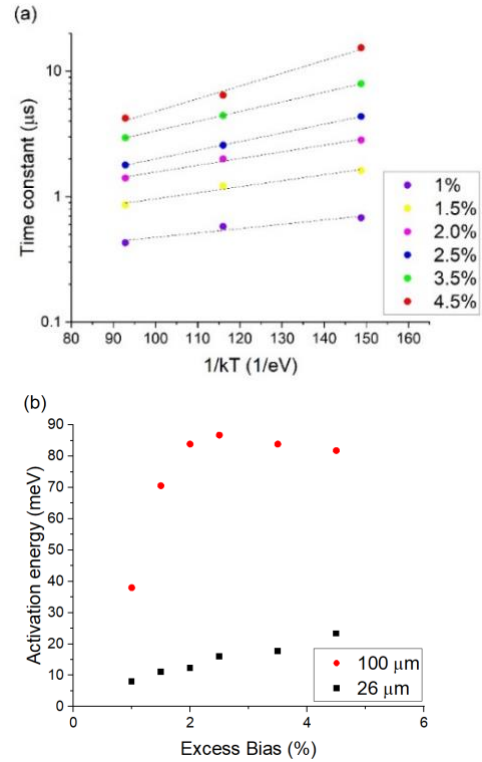 (a)
Time constant (μs)
10
1
0.1
80 90 100 110 120 130 140 150 160
1/kT (1/eV)
1%
1.5%
2.0%
2.5%
3.5%
4.5%
(b)
Activation energy (meV)
90
80
70
60
50
40
30
20
10
0
0 2 4 6
Excess Bias (%)
100 μm
26 μm